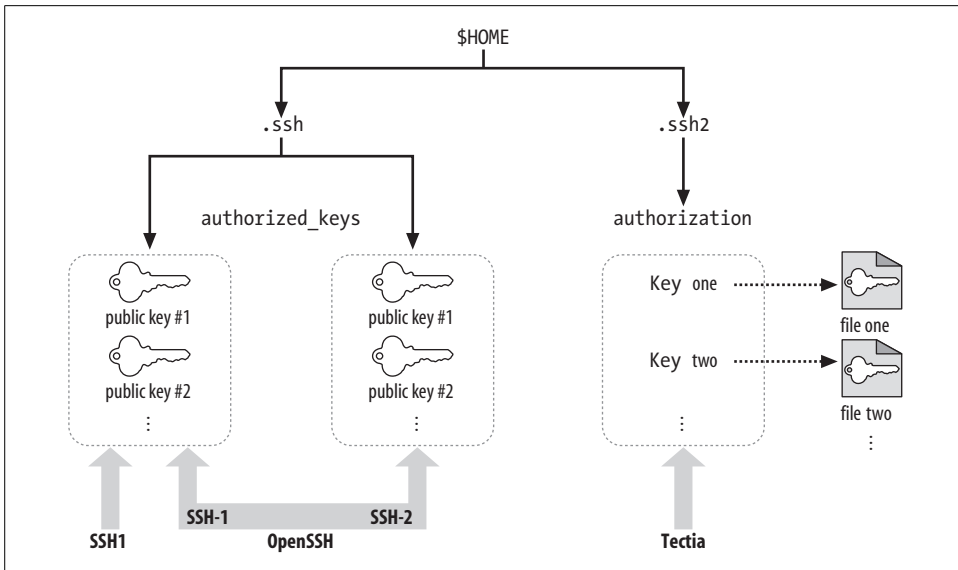 $HOME
.ssh
.ssh2
authorized_keys
authorization
public key #1
public key #2
⋮
public key #1
public key #2
⋮
Key one
Key two
⋮
file one
file two
⋮
SSH1
SSH-1
OpenSSH
SSH-2
Tectia